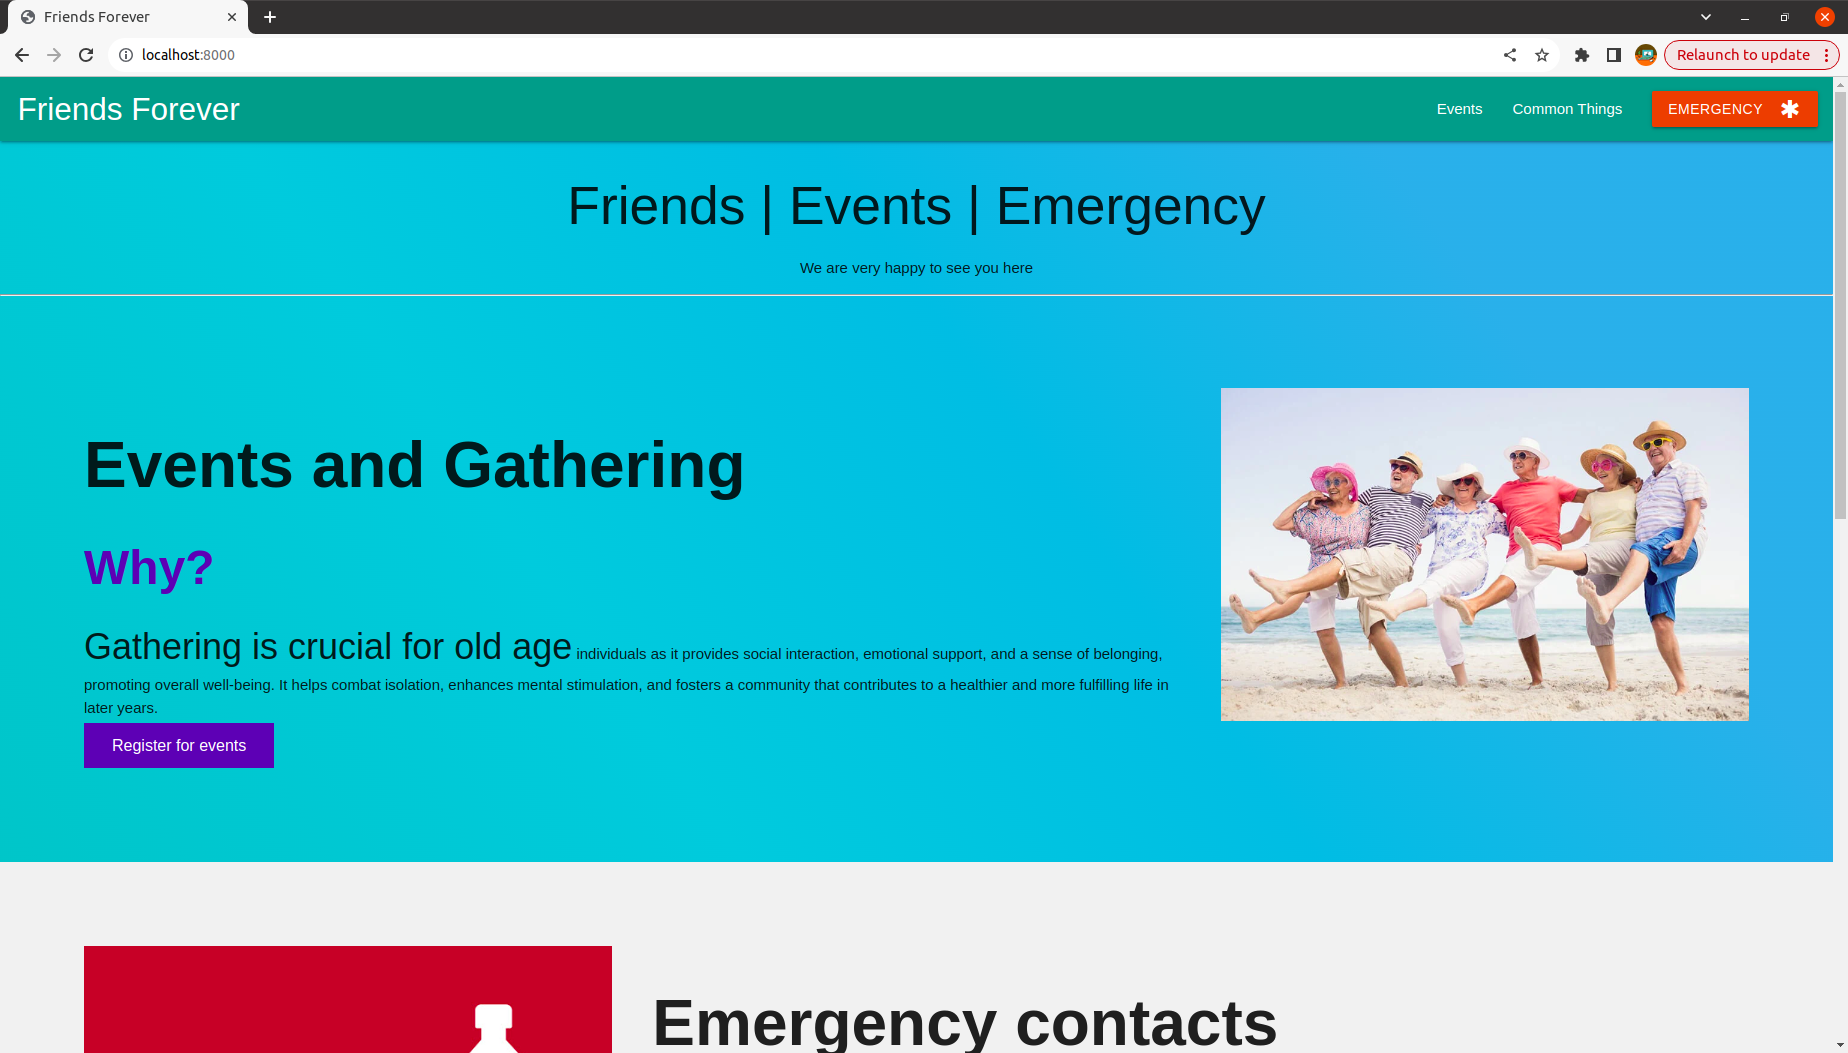 Friends Forever
localhost:8000
Relaunch to update
Friends Forever
Events
Common Things
EMERGENCY
Friends | Events | Emergency
We are very happy to see you here
Events and Gathering
Why?
Gathering is crucial for old age individuals as it provides social interaction, emotional support, and a sense of belonging,
promoting overall well-being. It helps combat isolation, enhances mental stimulation, and fosters a community that contributes to a healthier and more fulfilling life in
later years.
Register for events
Emergency contacts